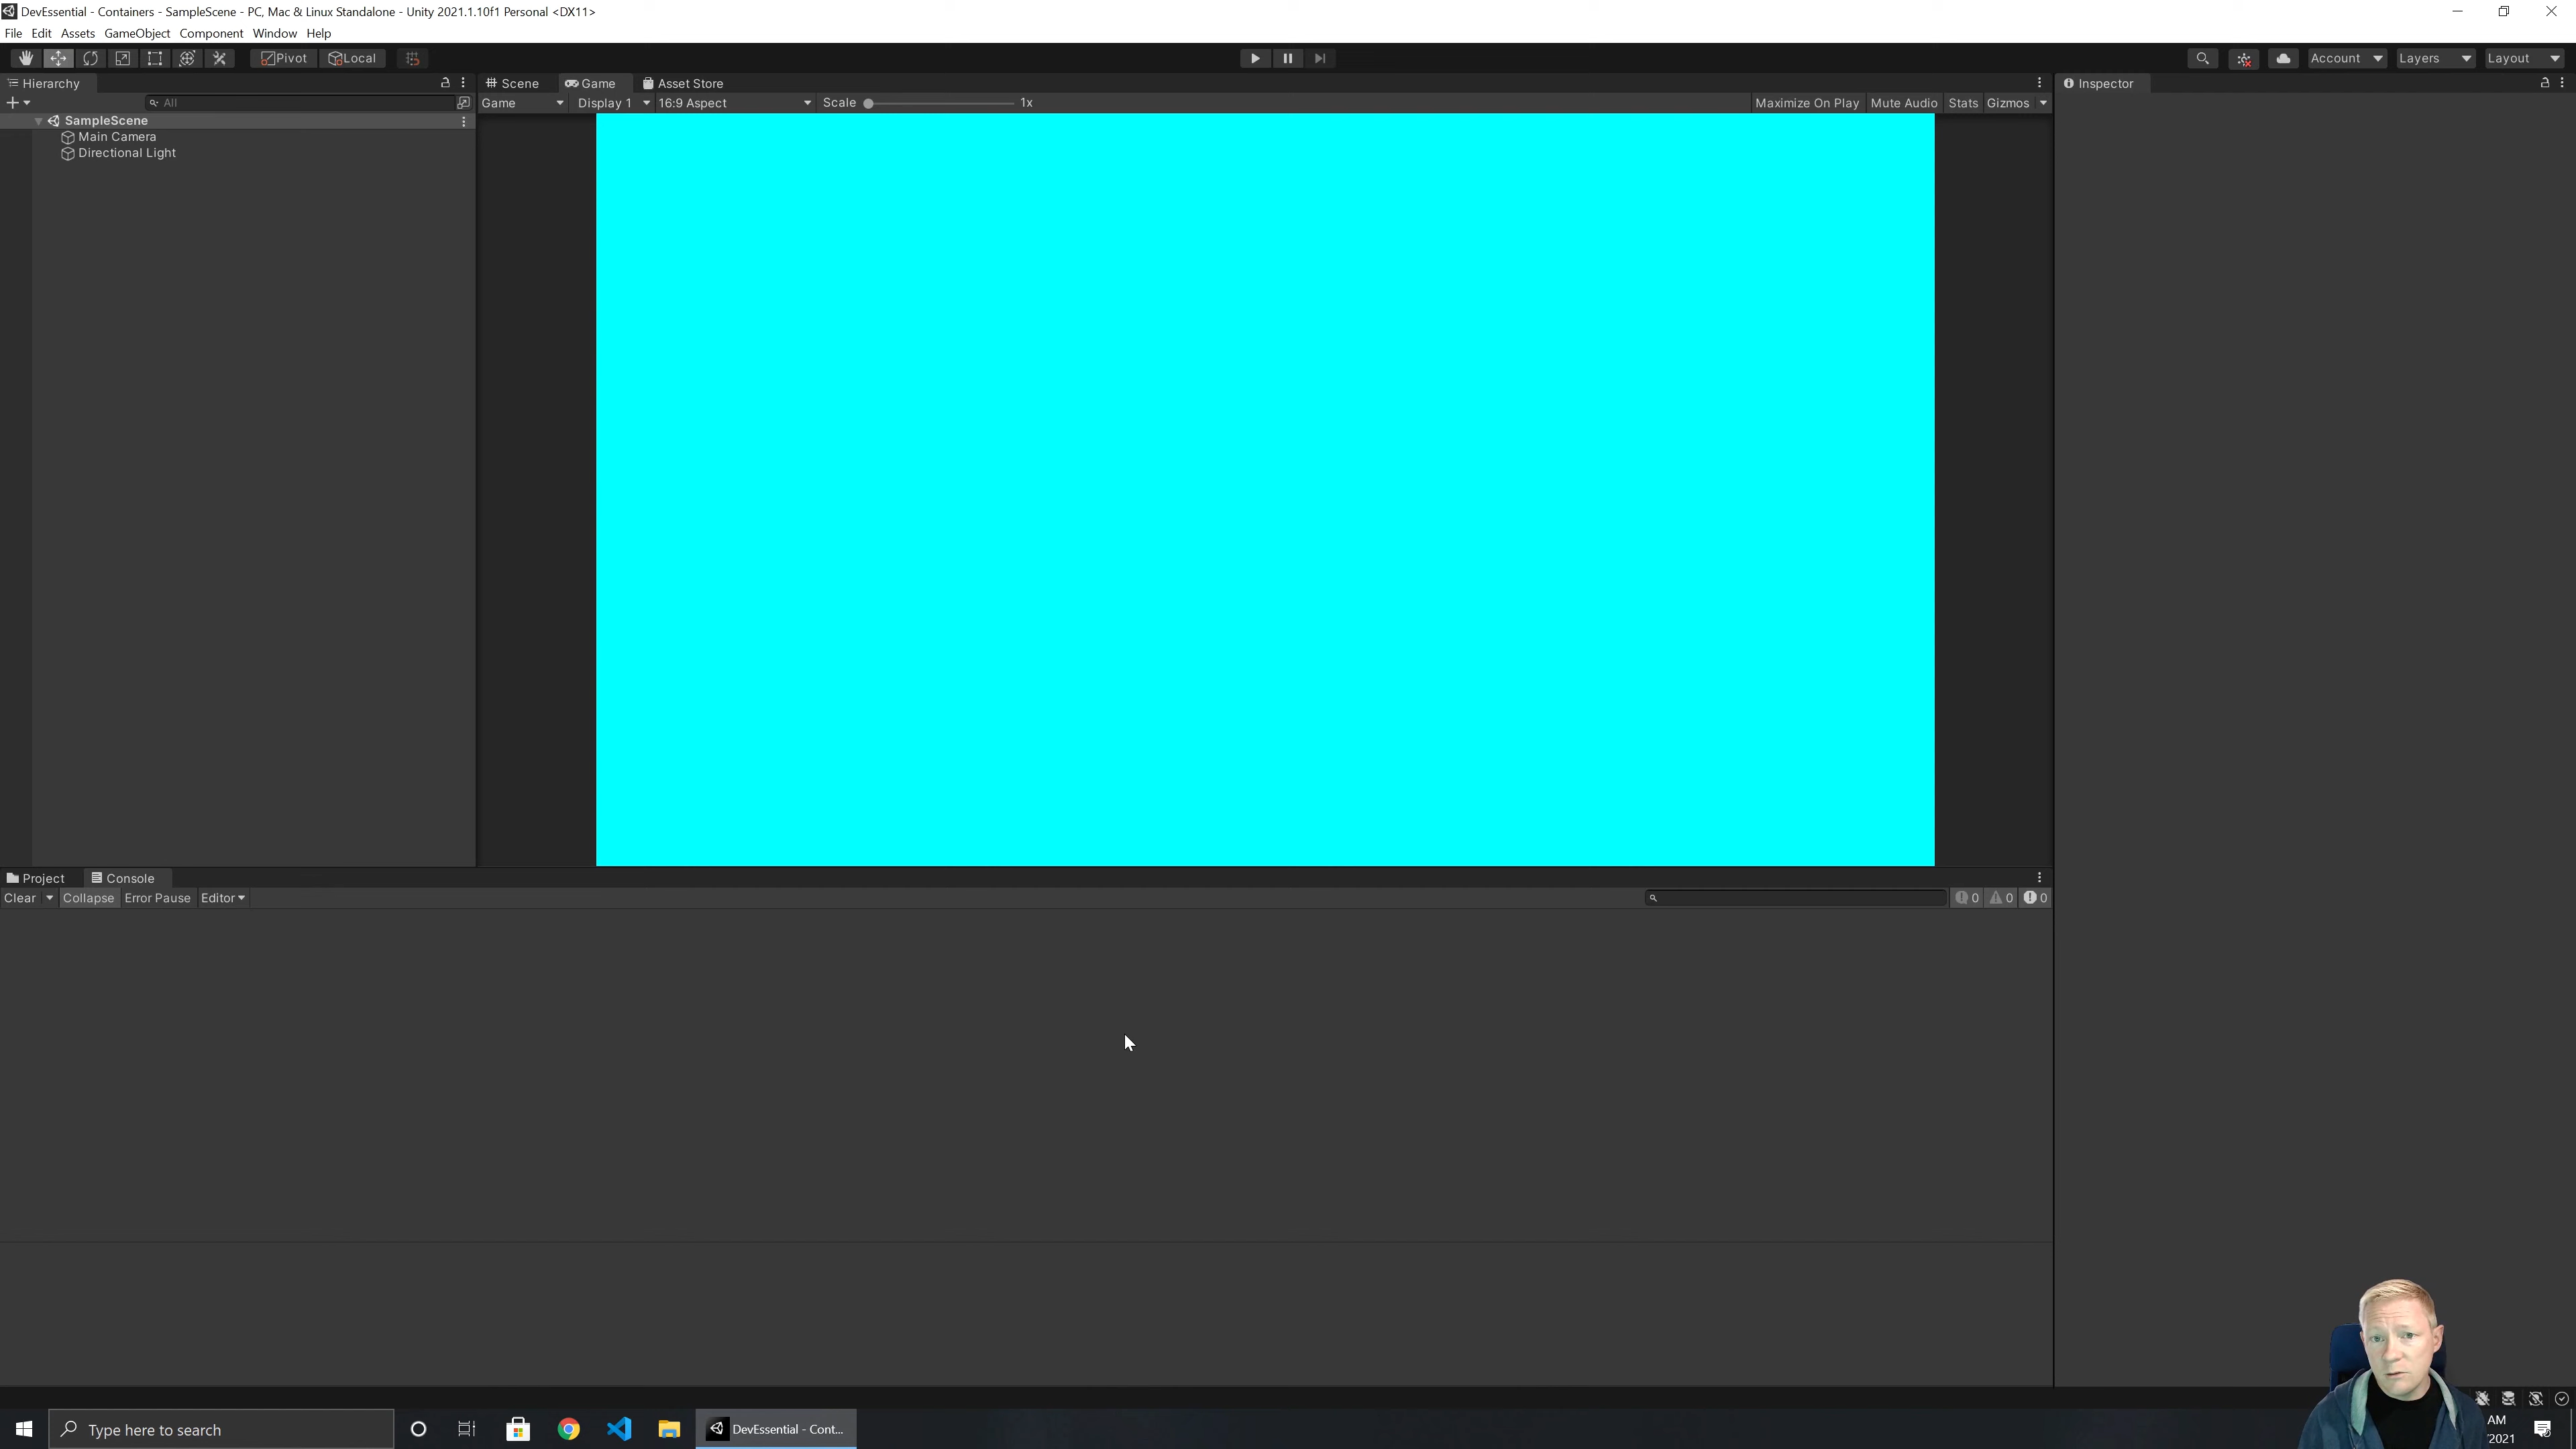 DevEssential - Containers - SampleScene - PC, Mac & Linux Standalone - Unity 2021.1.10f1 Personal <DX11>
File Edit Assets GameObject Component Window Help
Pivot Local Account Layers Layout
Hierarchy Scene Game Asset Store Inspector
All Game Display 1 16:9 Aspect Scale 1x Maximize On Play Mute Audio Stats Gizmos
SampleScene
Main Camera
Directional Light
Project Console
Clear Collapse Error Pause Editor 0 0 0
Type here to search DevEssential - Cont... AM
/2021